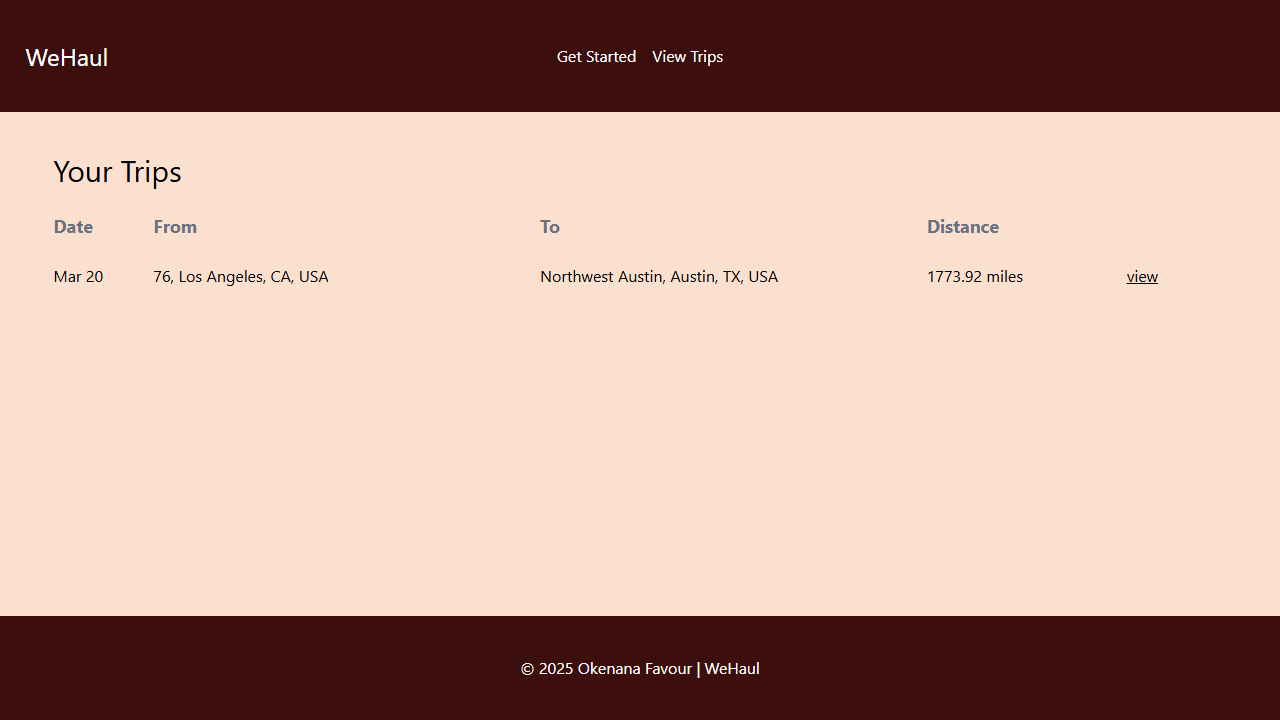 WeHaul
Get Started View Trips
Your Trips
Date From To Distance
Mar 20 76, Los Angeles, CA, USA Northwest Austin, Austin, TX, USA 1773.92 miles view
© 2025 Okenana Favour | WeHaul